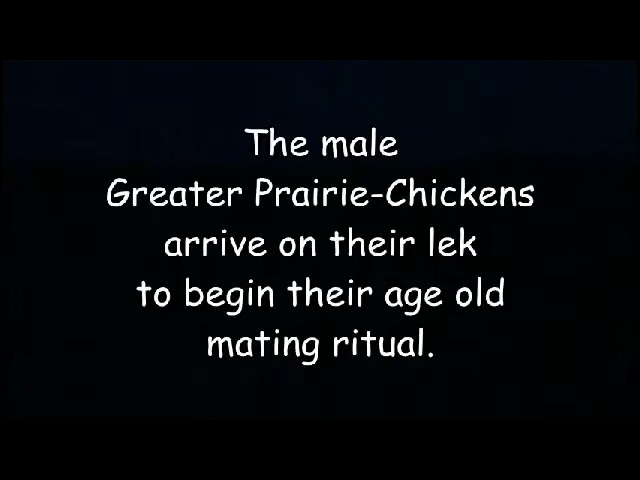 The male
Greater Prairie-Chickens
arrive on their lek
to begin their age old
mating ritual.